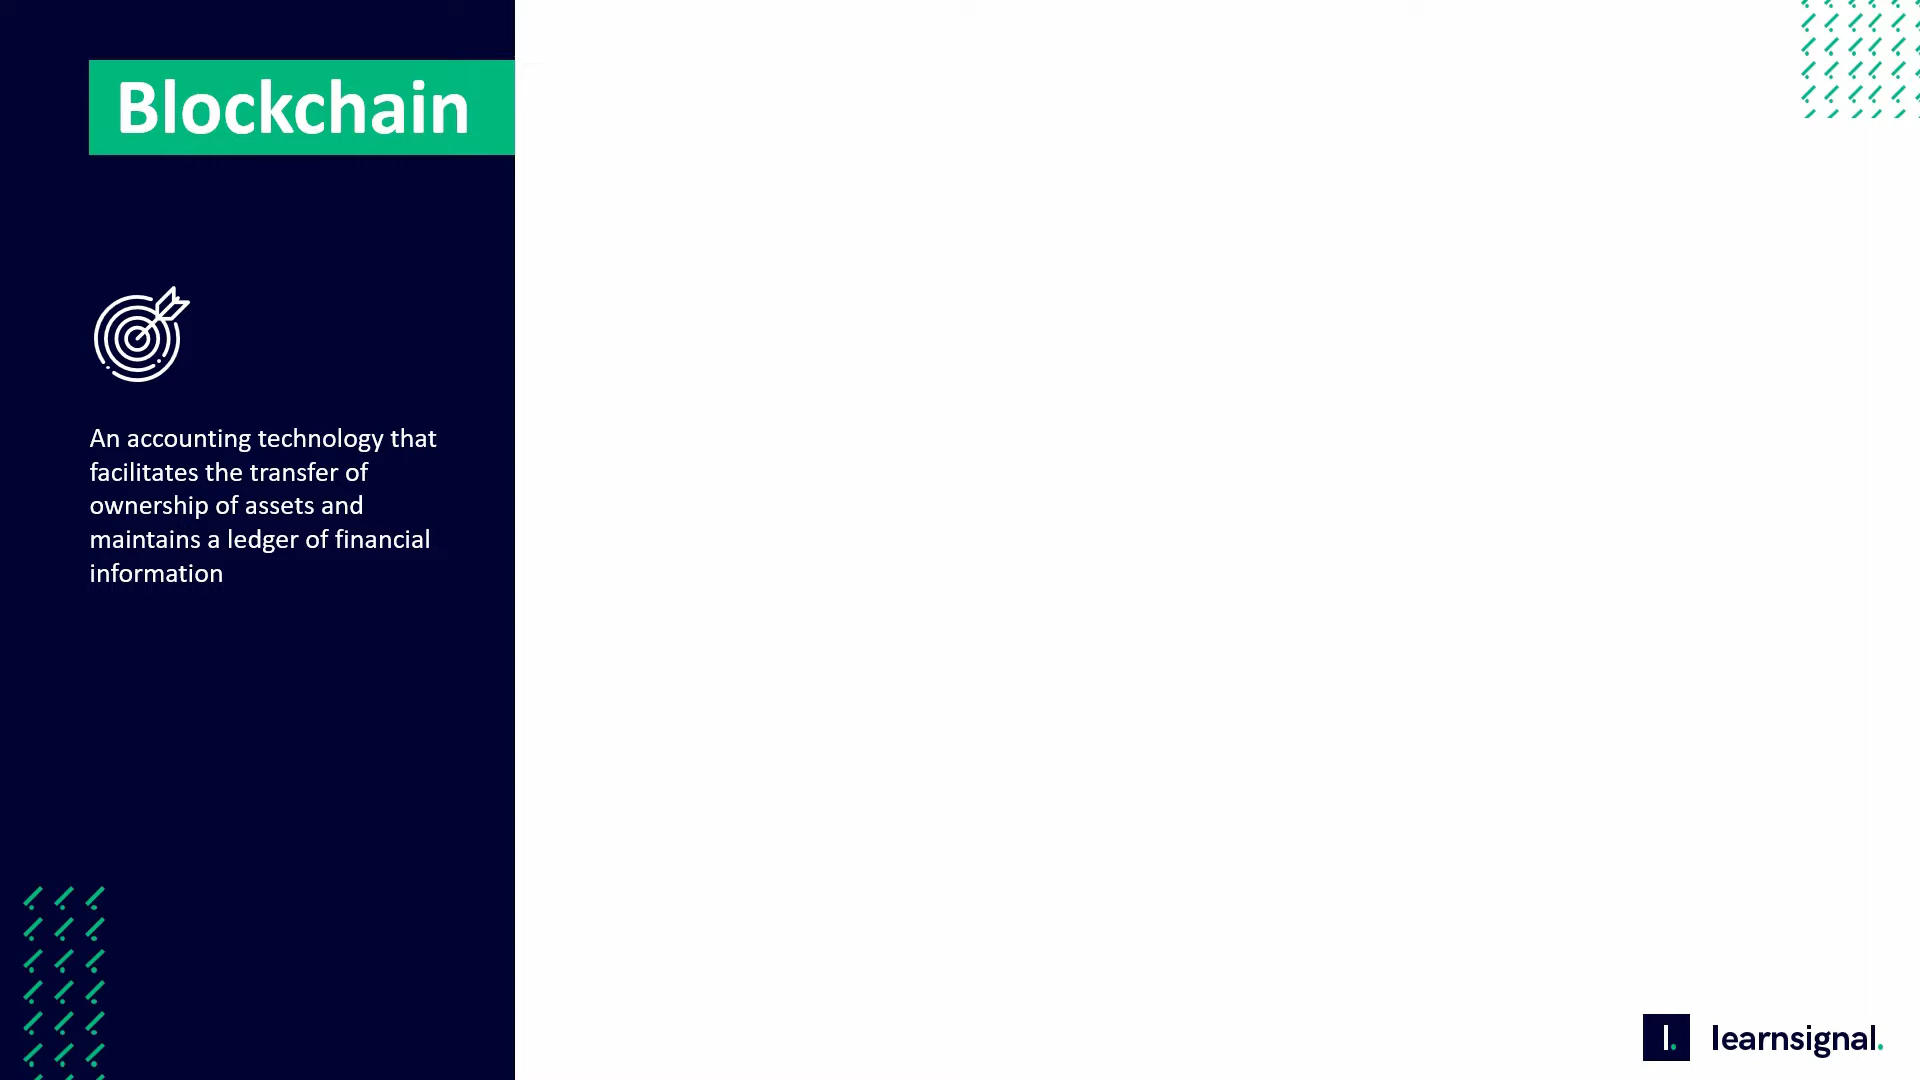 Blockchain
An accounting technology that
facilitates the transfer of
ownership of assets and
maintains a ledger of financial
information
l. learnsignal.